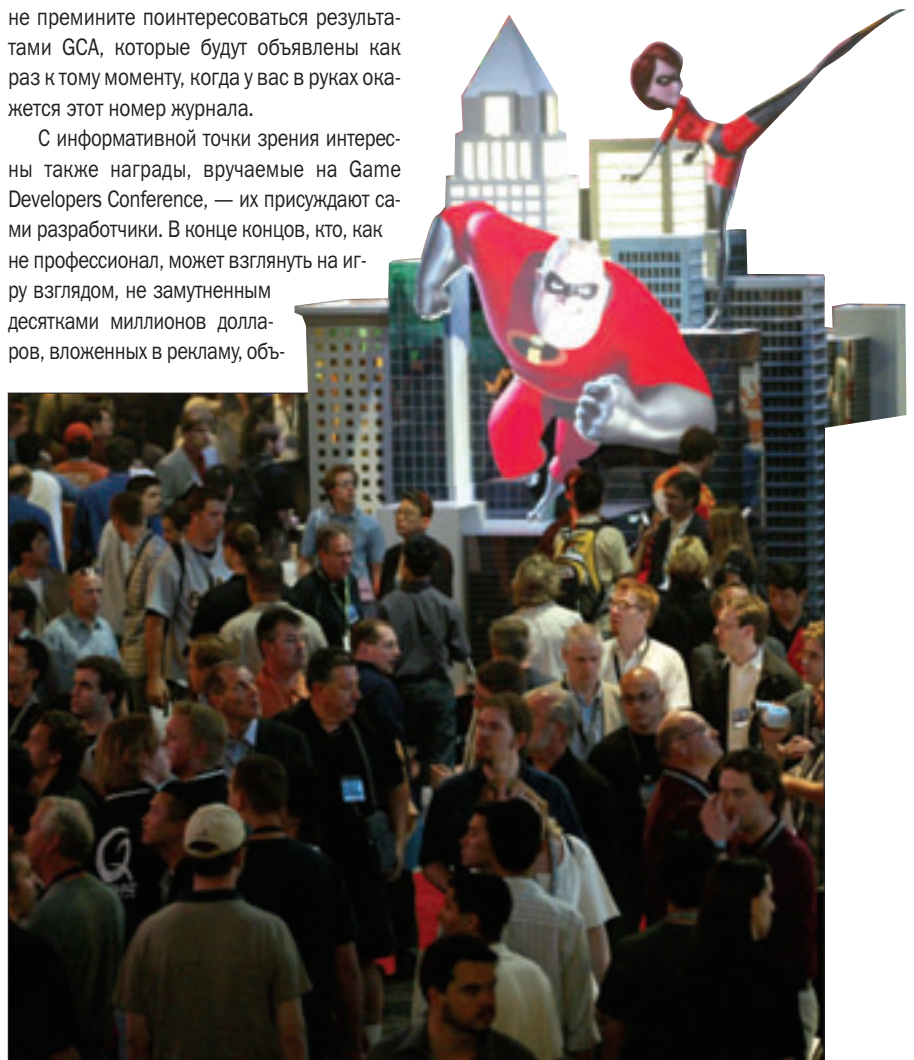 не премините поинтересоваться результа-
тами GCA, которые будут объявлены как
раз к тому моменту, когда у вас в руках ока-
жется этот номер журнала.
С информативной точки зрения интерес-
ны также награды, вручаемые на Game
Developers Conference, — их присуждают са-
ми разработчики. В конце концов, кто, как
не профессионал, может взглянуть на иг-
ру взглядом, не замутненным
десятками миллионов долла-
ров, вложенных в рекламу, объ-